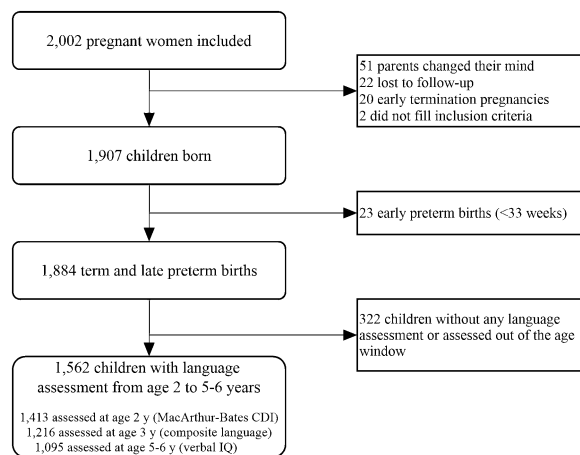 2,002 pregnant women included
51 parents changed their mind
22 lost to follow-up
20 early termination pregnancies
2 did not fill inclusion criteria
1,907 children born
23 early preterm births (<33 weeks)
1,884 term and late preterm births
322 children without any language
assessment or assessed out of the age
window
1,562 children with language
assessment from age 2 to 5-6 years
1,413 assessed at age 2 y (MacArthur-Bates CDI)
1,216 assessed at age 3 y (composite language)
1,095 assessed at age 5-6 y (verbal IQ)